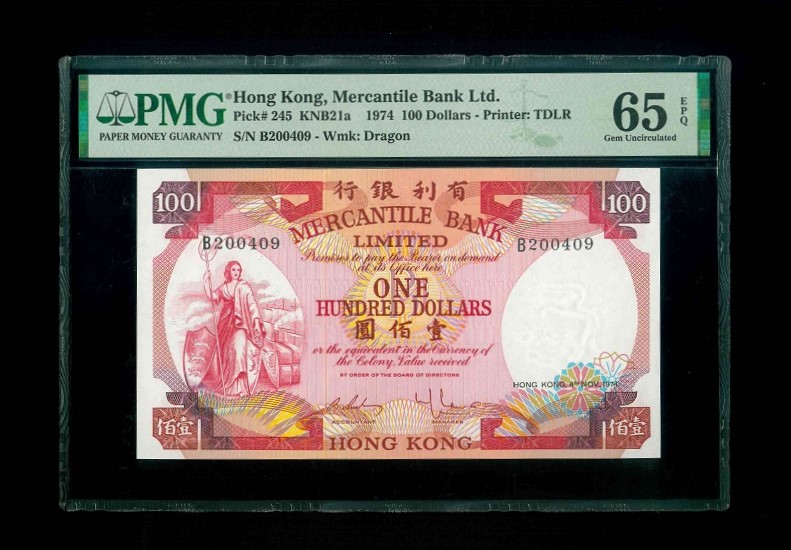 PMG
PAPER MONEY GUARANTY
Hong Kong, Mercantile Bank Ltd.
Pick# 245 KNB21a 1974 100 Dollars - Printer: TDLR
S/N B200409 - Wmk: Dragon
65 EPQ
Gem Uncirculated
行銀利有
100 100
MERCANTILE BANK
B200409 LIMITED B200409
Promises to pay the Bearer on demand
at its Office here
ONE
HUNDRED DOLLARS
圓佰壹
or the equivalent in the Currency of
the Colony, Value received
BY ORDER OF THE BOARD OF DIRECTORS
HONG KONG, 4TH NOV., 1974
ACCOUNTANT MANAGER
佰壹 佰壹
HONG KONG